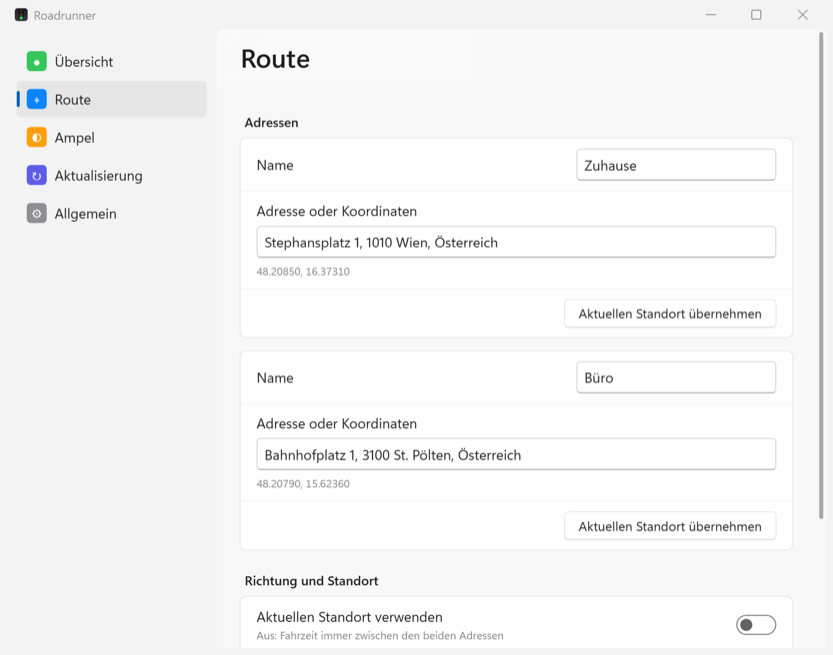 Roadrunner
Übersicht
Route
Ampel
Aktualisierung
Allgemein
Route
Adressen
Name
Zuhause
Adresse oder Koordinaten
Stephansplatz 1, 1010 Wien, Österreich
48.20850, 16.37310
Aktuellen Standort übernehmen
Name
Büro
Adresse oder Koordinaten
Bahnhofplatz 1, 3100 St. Pölten, Österreich
48.20790, 15.62360
Aktuellen Standort übernehmen
Richtung und Standort
Aktuellen Standort verwenden
Aus: Fahrzeit immer zwischen den beiden Adressen